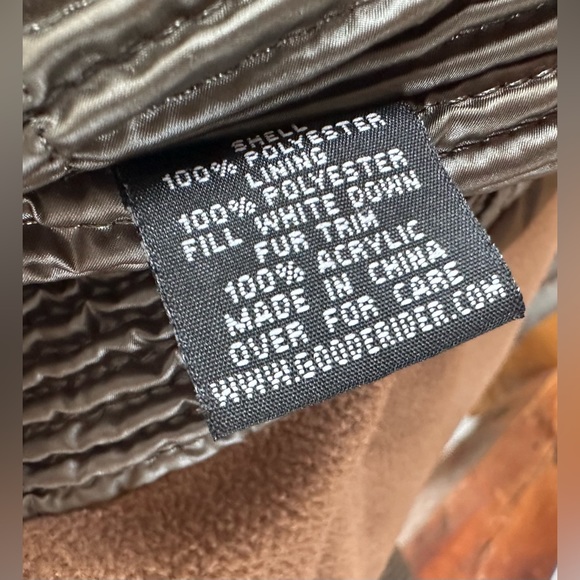 SHELL
100% POLYESTER
LINING
100% POLYESTER
FILL WHITE DOWN
FUR TRIM
100% ACRYLIC
MADE IN CHINA
OVER FOR CARE
WWW.GOODERIDER.COM